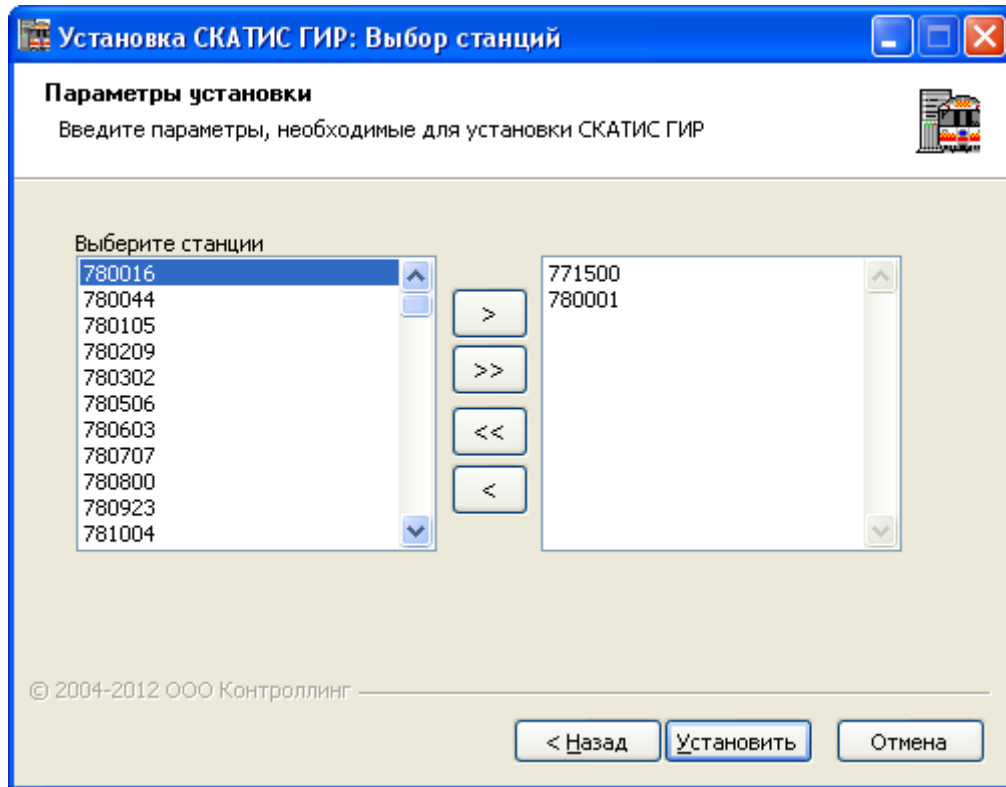 Установка СКАТИС ГИР: Выбор станций
Параметры установки
Введите параметры, необходимые для установки СКАТИС ГИР
Выберите станции
780016
780044
780105
780209
780302
780506
780603
780707
780800
780923
781004
>
>>
<<
<
771500
780001
© 2004-2012 ООО Контроллинг
< Назад
Установить
Отмена